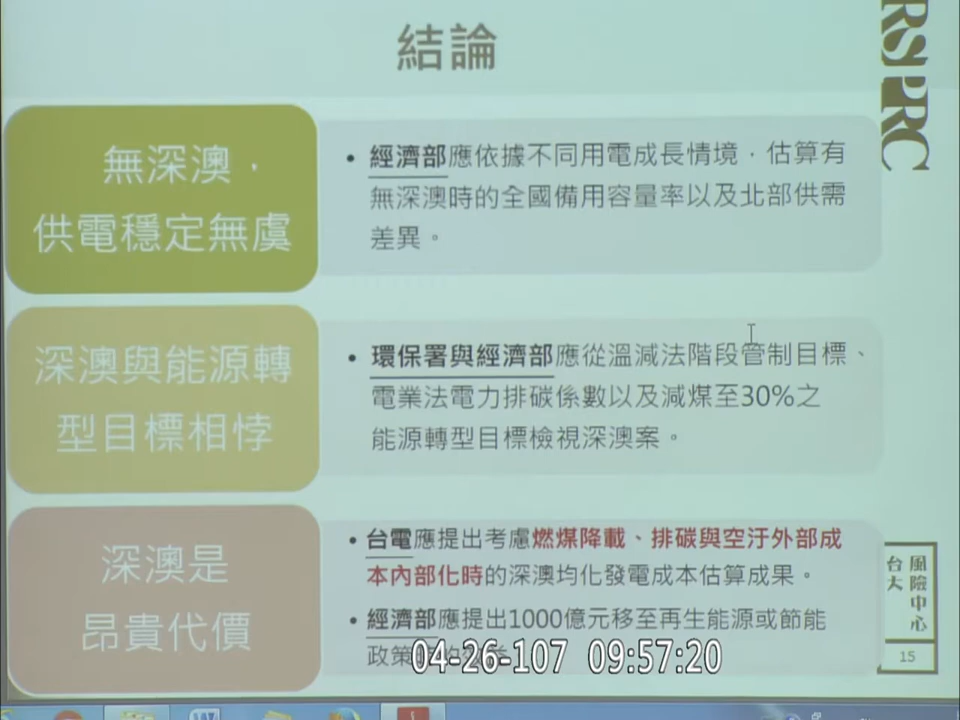 結論
RSPRC
無深澳，
供電穩定無虞
• 經濟部應依據不同用電成長情境，估算有
無深澳時的全國備用容量率以及北部供需
差異。
深澳與能源轉
型目標相悖
• 環保署與經濟部應從溫減法階段管制目標、
電業法電力排碳係數以及減煤至30%之
能源轉型目標檢視深澳案。
深澳是
昂貴代價
• 台電應提出考慮燃煤降載、排碳與空汙外部成
本內部化時的深澳均化發電成本估算成果。
• 經濟部應提出1000億元移至再生能源或節能
政策
04-26-107 09:57:20
台大
風險中心
15